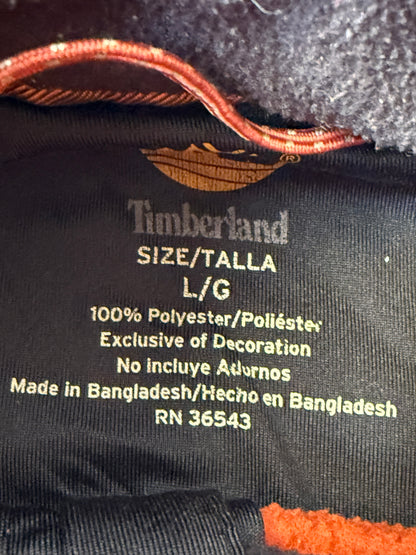 ®
Timberland
SIZE/TALLA
L/G
100% Polyester/Poliéster
Exclusive of Decoration
No incluye Adornos
Made in Bangladesh/Hecho en Bangladesh
RN 36543